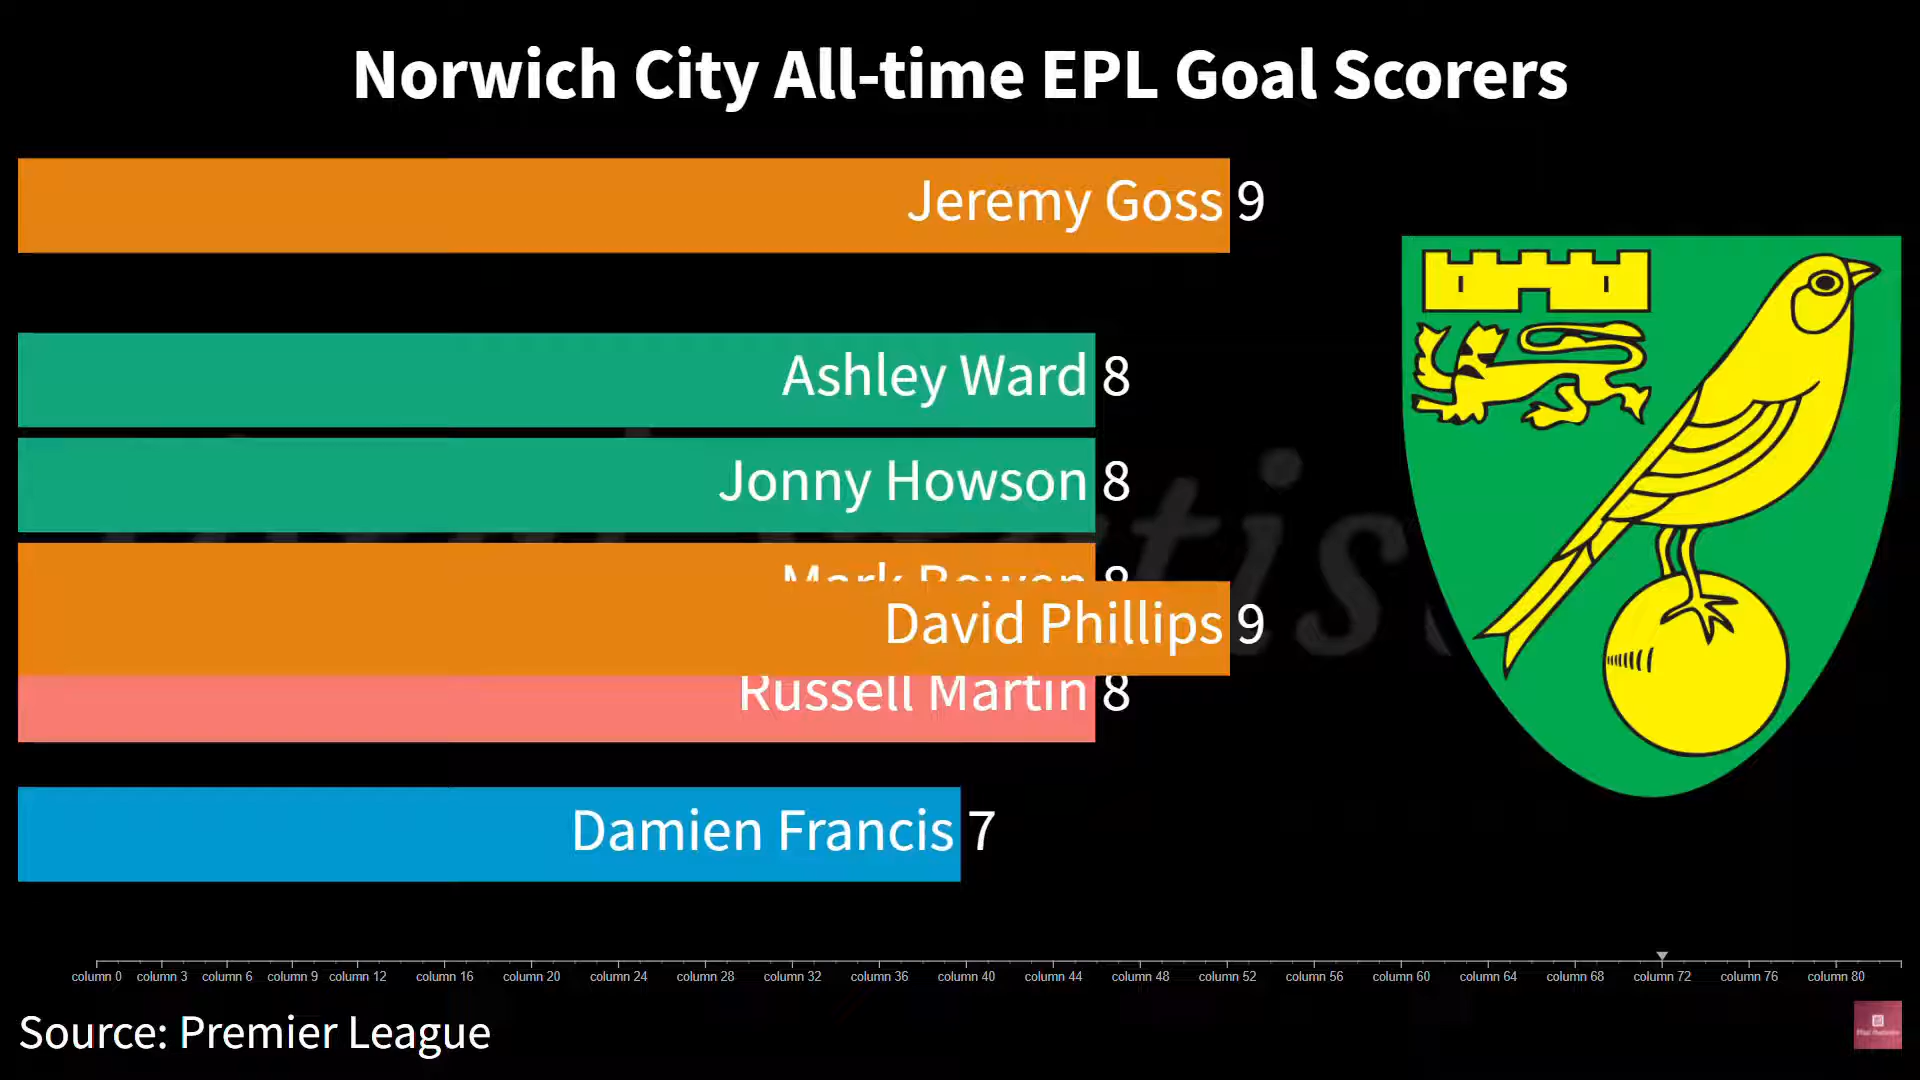 Norwich City All-time EPL Goal Scorers
Jeremy Goss 9
Ashley Ward 8
Jonny Howson 8
Mark Bowen 8
David Phillips 9
Russell Martin 8
Damien Francis 7
column 0 column 3 column 6 column 9 column 12 column 16 column 20 column 24 column 28 column 32 column 36 column 40 column 44 column 48 column 52 column 56 column 60 column 64 column 68 column 72 column 76 column 80
Source: Premier League